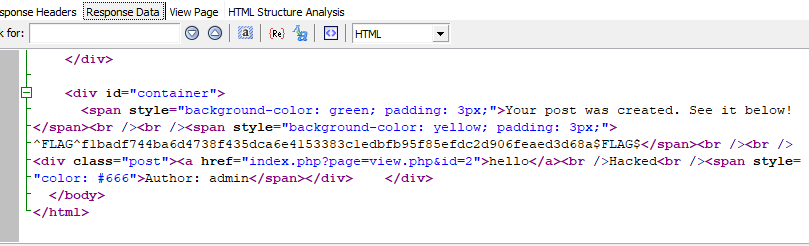 sponse Headers Response Data View Page HTML Structure Analysis
k for: HTML
</div>
<div id="container">
<span style="background-color: green; padding: 3px;">Your post was created. See it below!
</span><br /><br /><span style="background-color: yellow; padding: 3px;">
^FLAG^f1badf744ba6d4738f435dca6e4153383c1edbfb95f85efdc2d906feaed3d68a$FLAG$</span><br /><br />
<div class="post"><a href="index.php?page=view.php&id=2">hello</a><br />Hacked<br /><span style=
"color: #666">Author: admin</span></div> </div>
</body>
</html>